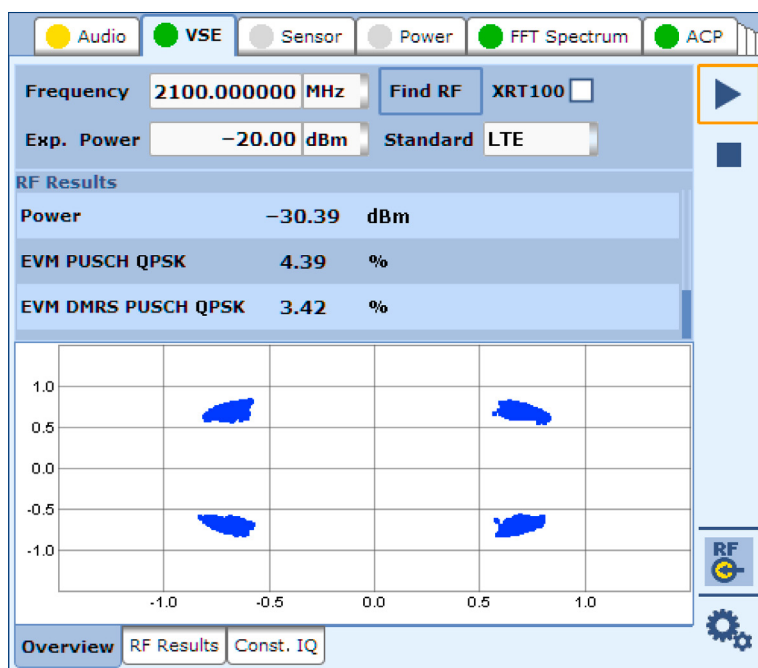 Audio VSE Sensor Power FFT Spectrum ACP
Frequency 2100.000000 MHz Find RF XRT100
Exp. Power −20.00 dBm Standard LTE
RF Results
Power −30.39 dBm
EVM PUSCH QPSK 4.39 %
EVM DMRS PUSCH QPSK 3.42 %
1.0
0.5
0.0
-0.5
-1.0
-1.0 -0.5 0.0 0.5 1.0
RF
Overview RF Results Const. IQ